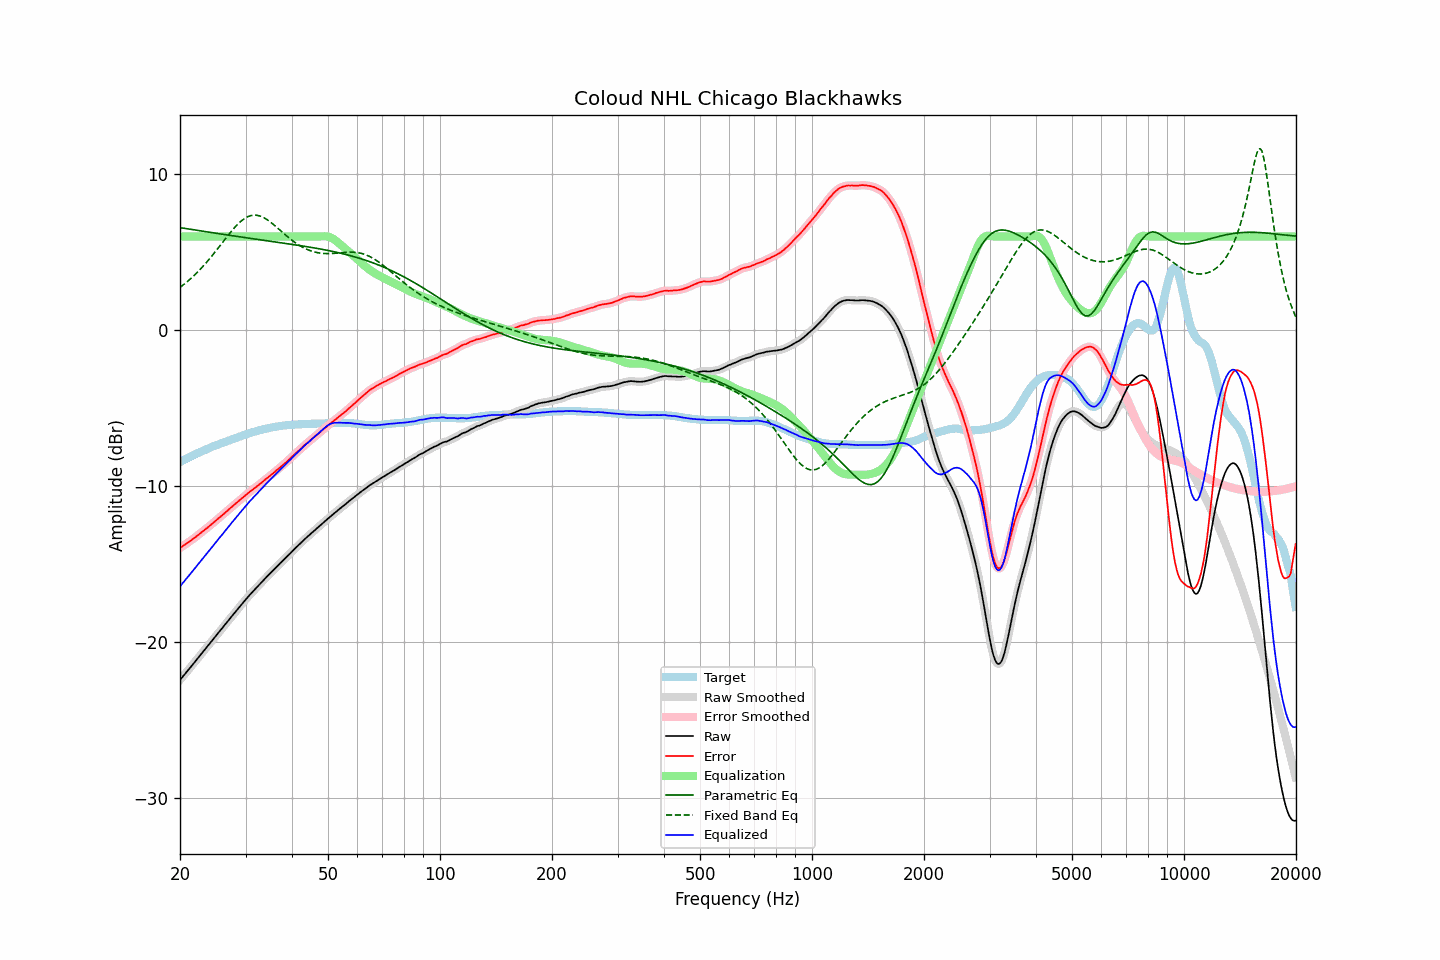 Coloud NHL Chicago Blackhawks
Amplitude (dBr)
10
0
−10
−20
−30
Target
Raw Smoothed
Error Smoothed
Raw
Error
Equalization
Parametric Eq
Fixed Band Eq
Equalized
20 50 100 200 500 1000 2000 5000 10000 20000
Frequency (Hz)